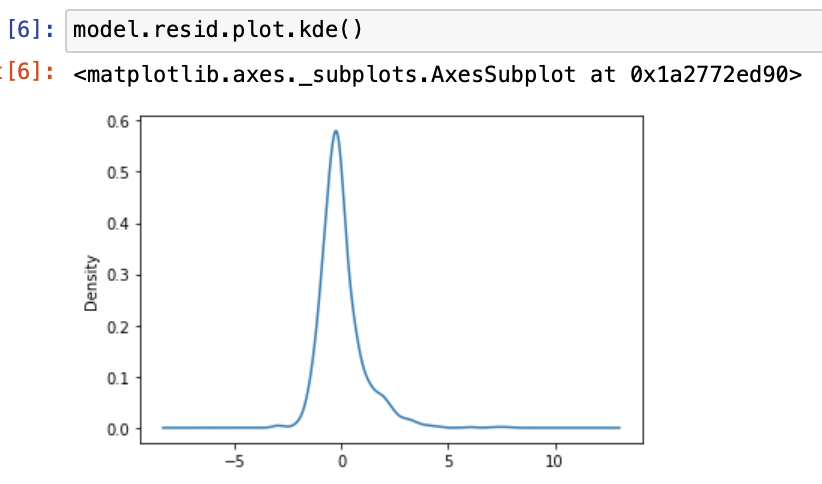 [6]: model.resid.plot.kde()
[6]: <matplotlib.axes._subplots.AxesSubplot at 0x1a2772ed90>
0.6
0.5
0.4
0.3
0.2
0.1
0.0
Density
−5 0 5 10